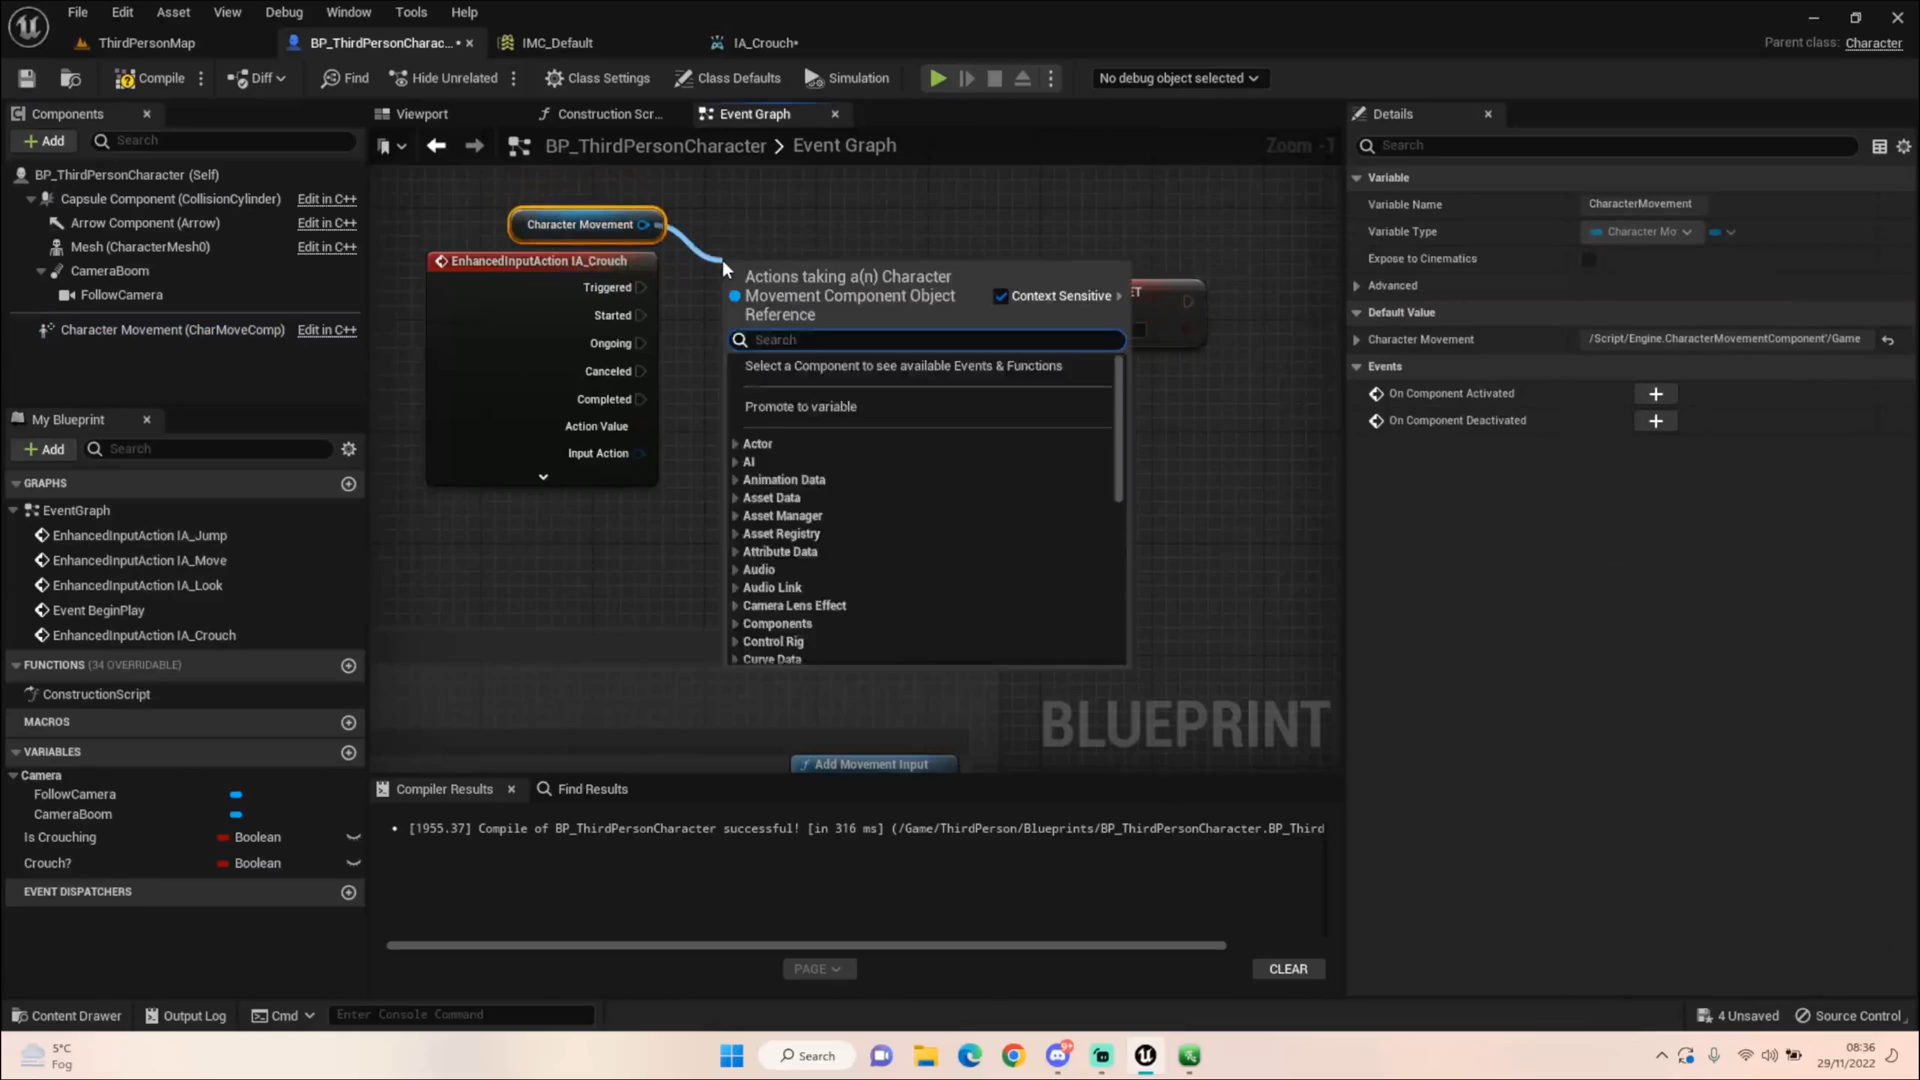 File Edit Asset View Debug Window Tools Help
ThirdPersonMap
BP_ThirdPersonCharac...•
IMC_Default
IA_Crouch•
Parent class: Character
Compile
Diff
Find
Hide Unrelated
Class Settings
Class Defaults
Simulation
No debug object selected
Components
Add
Search
BP_ThirdPersonCharacter (Self)
Capsule Component (CollisionCylinder) Edit in C++
Arrow Component (Arrow) Edit in C++
Mesh (CharacterMesh0) Edit in C++
CameraBoom
FollowCamera
Character Movement (CharMoveComp) Edit in C++
My Blueprint
Add
Search
GRAPHS
EventGraph
EnhancedInputAction IA_Jump
EnhancedInputAction IA_Move
EnhancedInputAction IA_Look
Event BeginPlay
EnhancedInputAction IA_Crouch
FUNCTIONS (34 OVERRIDABLE)
ConstructionScript
MACROS
VARIABLES
Camera
FollowCamera
CameraBoom
Is Crouching Boolean
Crouch? Boolean
EVENT DISPATCHERS
Viewport
Construction Scr...
Event Graph
BP_ThirdPersonCharacter > Event Graph
Zoom -1
Character Movement
EnhancedInputAction IA_Crouch
Triggered
Started
Ongoing
Canceled
Completed
Action Value
Input Action
Actions taking a(n) Character
Movement Component Object
Reference
Context Sensitive
Search
Select a Component to see available Events & Functions
Promote to variable
Actor
AI
Animation Data
Asset Data
Asset Manager
Asset Registry
Attribute Data
Audio
Audio Link
Camera Lens Effect
Components
Control Rig
Curve Data
BLUEPRINT
Add Movement Input
Compiler Results
Find Results
[1955.37] Compile of BP_ThirdPersonCharacter successful! [in 316 ms] (/Game/ThirdPerson/Blueprints/BP_ThirdPersonCharacter.BP_Third
PAGE
CLEAR
Details
Search
Variable
Variable Name CharacterMovement
Variable Type Character Mo
Expose to Cinematics
Advanced
Default Value
Character Movement /Script/Engine.CharacterMovementComponent'/Game
Events
On Component Activated
On Component Deactivated
Content Drawer
Output Log
Cmd
Enter Console Command
4 Unsaved
Source Control
5°C
Fog
Search
08:36
29/11/2022